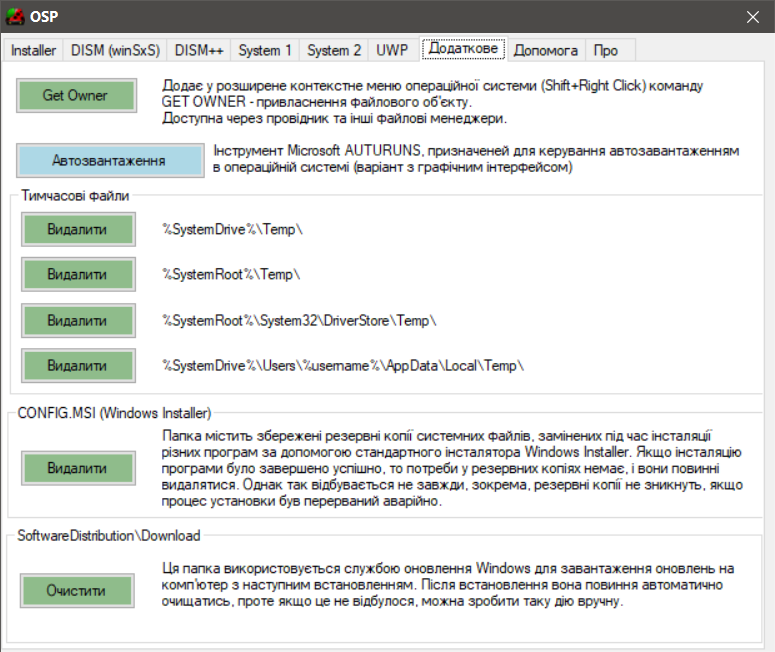 OSP
Installer DISM (winSxS) DISM++ System 1 System 2 UWP Додаткове Допомога Про
Get Owner
Додає у розширене контекстне меню операційної системи (Shift+Right Click) команду
GET OWNER - привласнення файлового об'єкту.
Доступна через провідник та інші файлові менеджери.
Автозвантаження
Інструмент Microsoft AUTURUNS, призначеней для керування автозавантаженням
в операційній системі (варіант з графічним інтерфейсом)
Тимчасові файли
Видалити %SystemDrive%\Temp\
Видалити %SystemRoot%\Temp\
Видалити %SystemRoot%\System32\DriverStore\Temp\
Видалити %SystemDrive%\Users\%username%\AppData\Local\Temp\
CONFIG.MSI (Windows Installer)
Видалити
Папка містить збережені резервні копії системних файлів, замінених під час інсталяції
різних програм за допомогою стандартного інсталятора Windows Installer. Якщо інсталяцію
програми було завершено успішно, то потреби у резервних копіях немає, і вони повинні
видалятися. Однак так відбувається не завжди, зокрема, резервні копії не зникнуть, якщо
процес установки був перерваний аварійно.
SoftwareDistribution\Download
Очистити
Ця папка використовується службою оновлення Windows для завантаження оновлень на
комп'ютер з наступним встановленням. Після встановлення вона повиння автоматично
очищатись, проте якщо це не відбулося, можна зробити таку дію вручну.